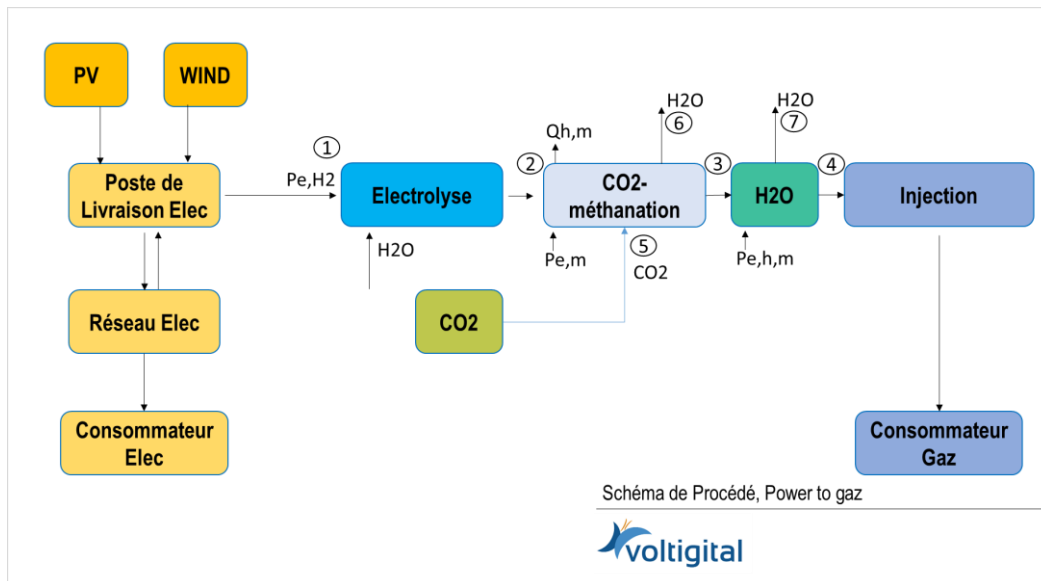 PV
WIND
Poste de
Livraison Elec
Réseau Elec
Consommateur
Elec
1
Pe,H2
Electrolyse
H2O
CO2
2
Qh,m
CO2-
méthanation
Pe,m
5
CO2
H2O
6
3
H2O
Pe,h,m
H2O
7
4
Injection
Consommateur
Gaz
Schéma de Procédé, Power to gaz
voltigital